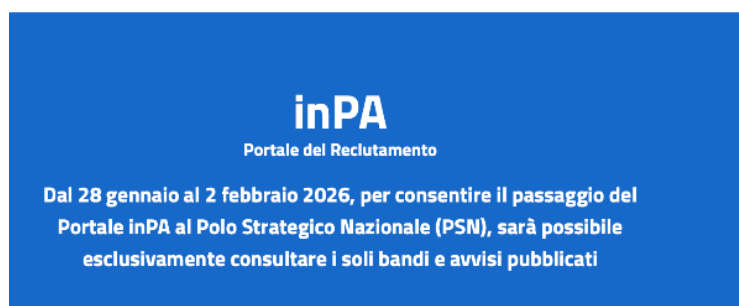 inPA
Portale del Reclutamento
Dal 28 gennaio al 2 febbraio 2026, per consentire il passaggio del
Portale inPA al Polo Strategico Nazionale (PSN), sarà possibile
esclusivamente consultare i soli bandi e avvisi pubblicati